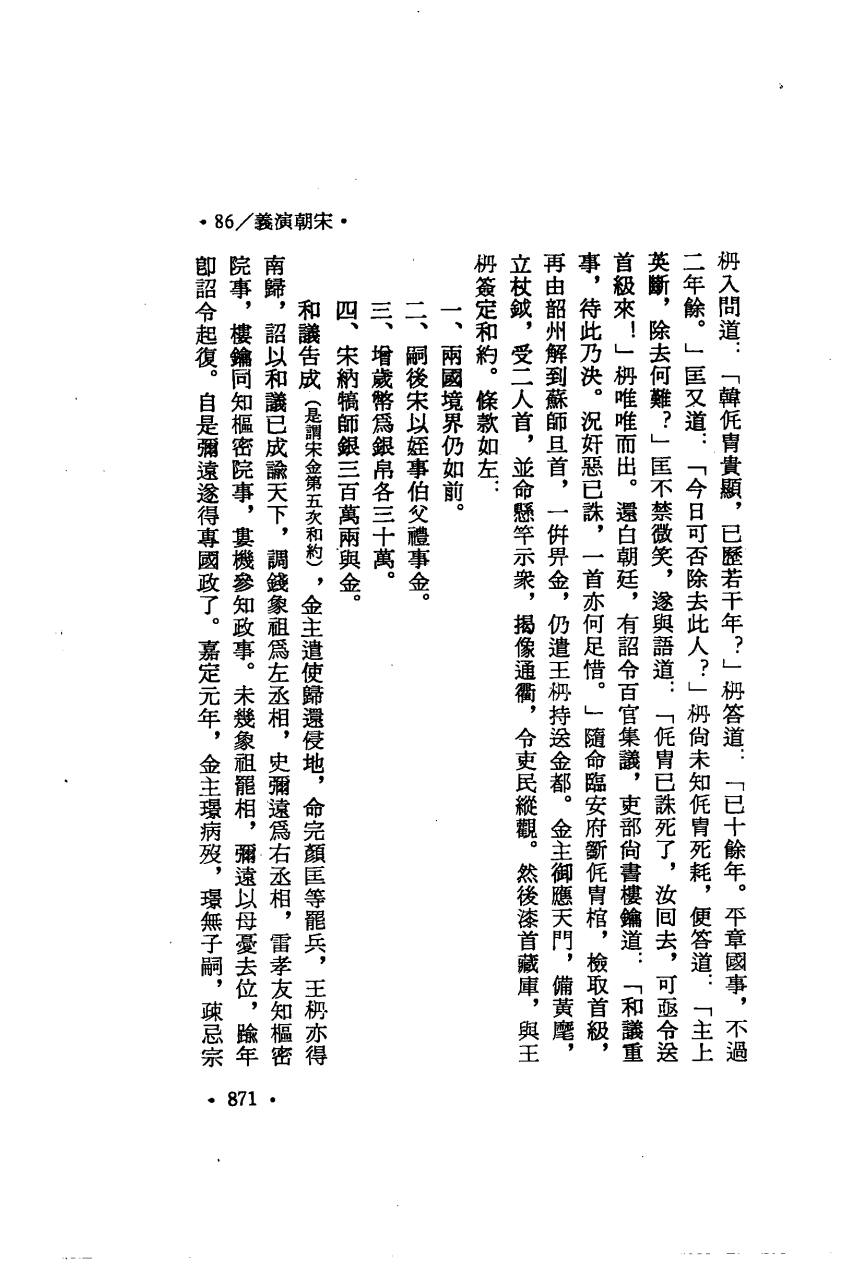 •宋朝演義／86•
枬入問道：「韓侂冑貴顯，已歷若干年？」枬答道：「已十餘年。平章國事，不過
二年餘。」匡又道：「今日可否除去此人？」枬尙未知侂冑死耗，便答道：「主上
英斷，除去何難？」匡不禁微笑，遂與語道：「侂冑已誅死了，汝囘去，可亟令送
首級來！」枬唯唯而出。還白朝廷，有詔令百官集議，吏部尙書樓鑰道：「和議重
事，待此乃決。況奸惡已誅，一首亦何足惜。」隨命臨安府斵侂冑棺，檢取首級，
再由韶州解到蘇師旦首，一倂畀金，仍遣王枬持送金都。金主御應天門，備黃麾，
立杖鉞，受二人首，並命懸竿示衆，揭像通衢，令吏民縱觀。然後漆首藏庫，與王
枬簽定和約。條款如左：
一、兩國境界仍如前。
二、嗣後宋以姪事伯父禮事金。
三、增歲幣爲銀帛各三十萬。
四、宋納犒師銀三百萬兩與金。
和議告成（是謂宋金第五次和約），金主遣使歸還侵地，命完顏匡等罷兵，王枬亦得
南歸，詔以和議已成諭天下，調錢象祖爲左丞相，史彌遠爲右丞相，雷孝友知樞密
院事，樓鑰同知樞密院事，婁機參知政事。未幾象祖罷相，彌遠以母憂去位，踰年
卽詔令起復。自是彌遠遂得專國政了。嘉定元年，金主璟病歿，璟無子嗣，疎忌宗
•871•